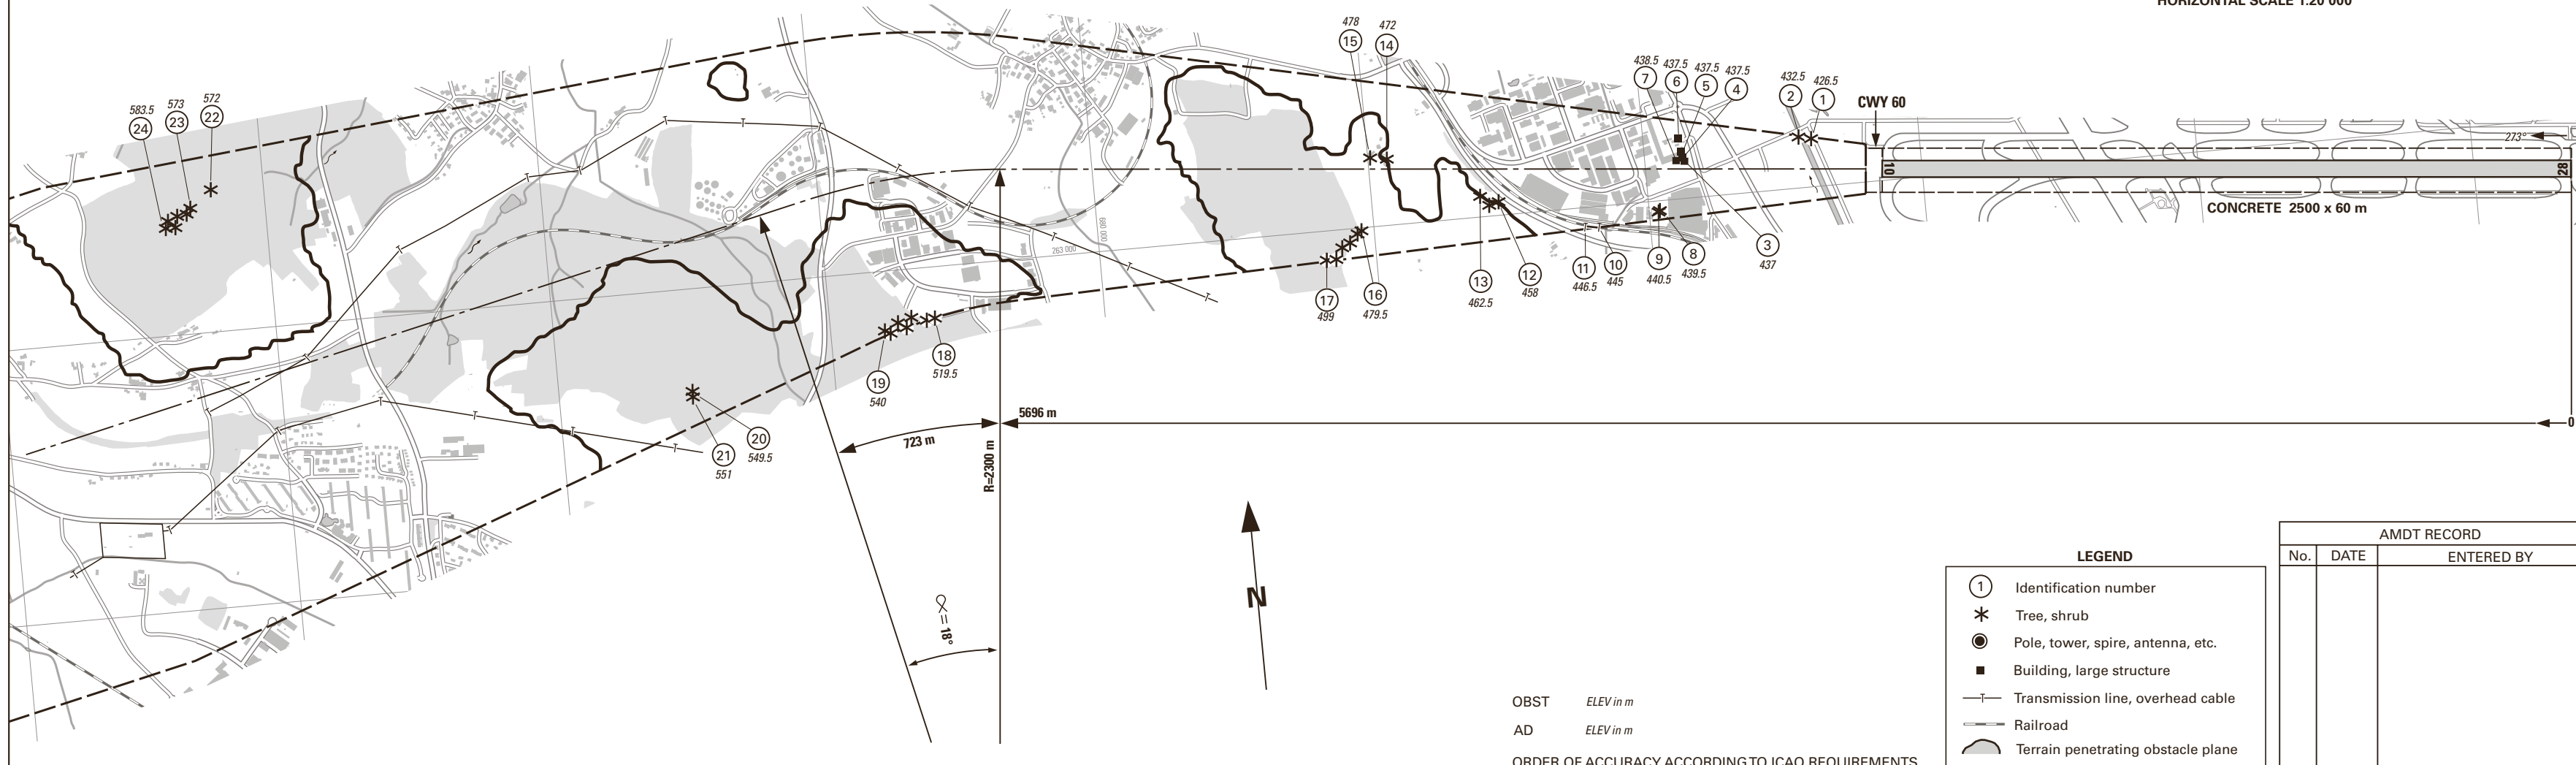 HORIZONTAL SCALE 1:20 000
478
472
15
14
438.5
437.5
437.5
437.5
7
6
5
4
432.5
426.5
2
1
CWY 60
583.5
573
572
24
23
22
273°
10
28
CONCRETE 2500 x 60 m
680 000
263 000
3
437
8
439.5
9
440.5
10
445
11
446.5
12
458
13
462.5
16
479.5
17
499
18
519.5
19
540
20
549.5
21
551
5696 m
0
723 m
R=2300 m
∝= 18°
N
AMDT RECORD
No. DATE ENTERED BY
LEGEND
1 Identification number
Tree, shrub
Pole, tower, spire, antenna, etc.
Building, large structure
Transmission line, overhead cable
Railroad
Terrain penetrating obstacle plane
OBST ELEV in m
AD ELEV in m
ORDER OF ACCURACY ACCORDING TO ICAO REQUIREMENTS